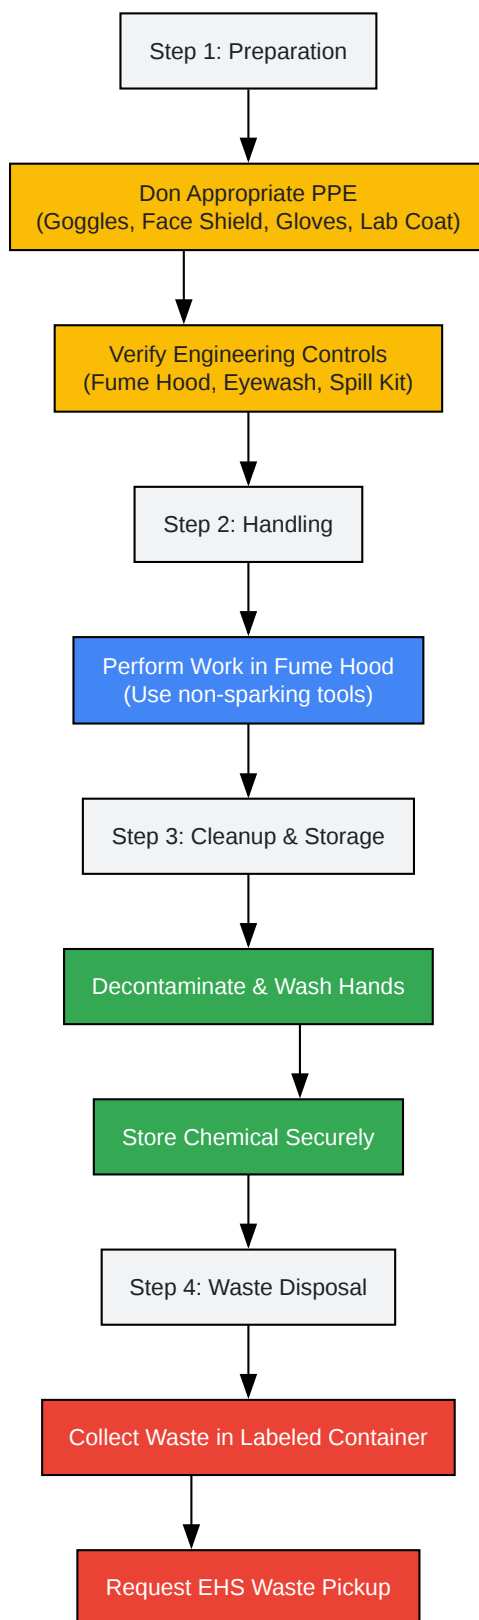 Step 1: Preparation
Don Appropriate PPE
(Goggles, Face Shield, Gloves, Lab Coat)
Verify Engineering Controls
(Fume Hood, Eyewash, Spill Kit)
Step 2: Handling
Perform Work in Fume Hood
(Use non-sparking tools)
Step 3: Cleanup & Storage
Decontaminate & Wash Hands
Store Chemical Securely
Step 4: Waste Disposal
Collect Waste in Labeled Container
Request EHS Waste Pickup